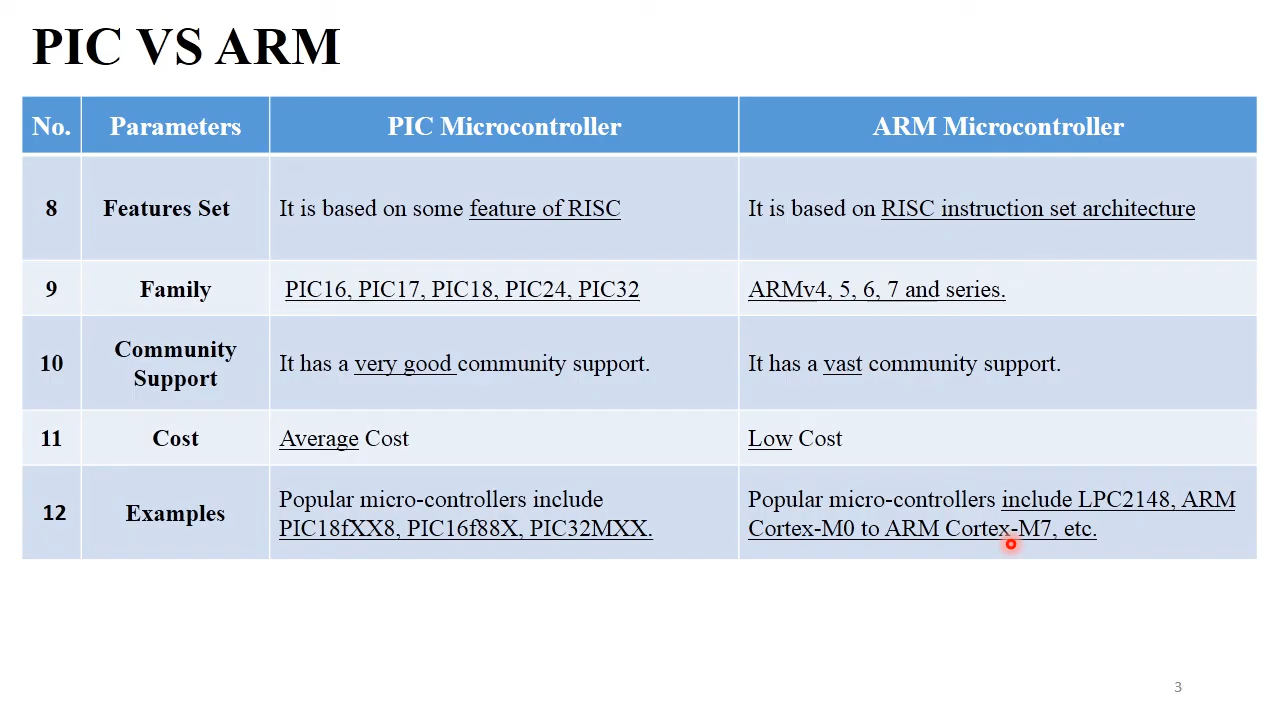 PIC VS ARM
No. Parameters PIC Microcontroller ARM Microcontroller
8 Features Set It is based on some feature of RISC It is based on RISC instruction set architecture
9 Family PIC16, PIC17, PIC18, PIC24, PIC32 ARMv4, 5, 6, 7 and series.
10 Community Support It has a very good community support. It has a vast community support.
11 Cost Average Cost Low Cost
12 Examples Popular micro-controllers include PIC18fXX8, PIC16f88X, PIC32MXX. Popular micro-controllers include LPC2148, ARM Cortex-M0 to ARM Cortex-M7, etc.
3